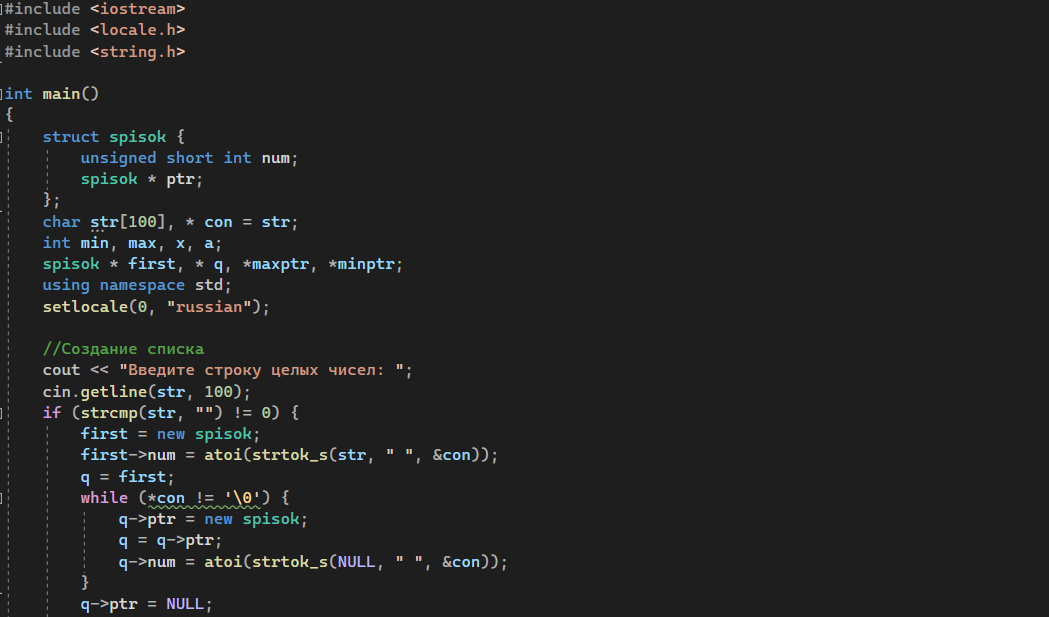 #include <iostream>
#include <locale.h>
#include <string.h>
int main()
{
struct spisok {
unsigned short int num;
spisok * ptr;
};
char str[100], * con = str;
int min, max, x, a;
spisok * first, * q, *maxptr, *minptr;
using namespace std;
setlocale(0, "russian");
//Создание списка
cout << "Введите строку целых чисел: ";
cin.getline(str, 100);
if (strcmp(str, "") != 0) {
first = new spisok;
first->num = atoi(strtok_s(str, " ", &con));
q = first;
while (*con != '\0') {
q->ptr = new spisok;
q = q->ptr;
q->num = atoi(strtok_s(NULL, " ", &con));
}
q->ptr = NULL;